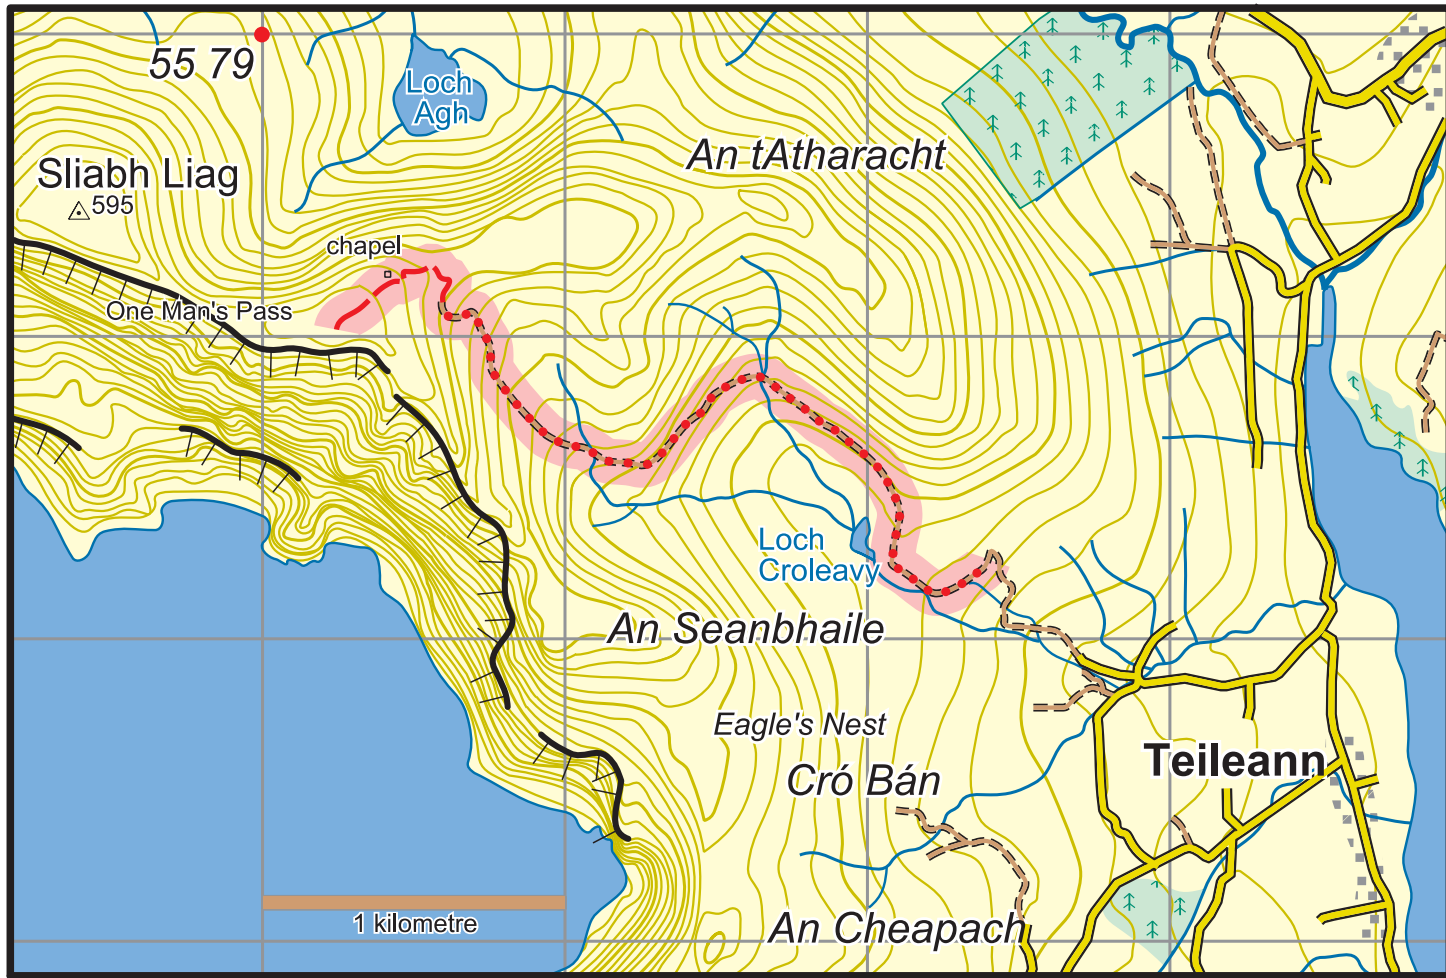 55 79
Loch
Agh
An tAtharacht
Sliabh Liag
595
chapel
One Man's Pass
Loch
Croleavy
An Seanbhaile
Eagle's Nest
Teileann
Cró Bán
1 kilometre
An Cheapach